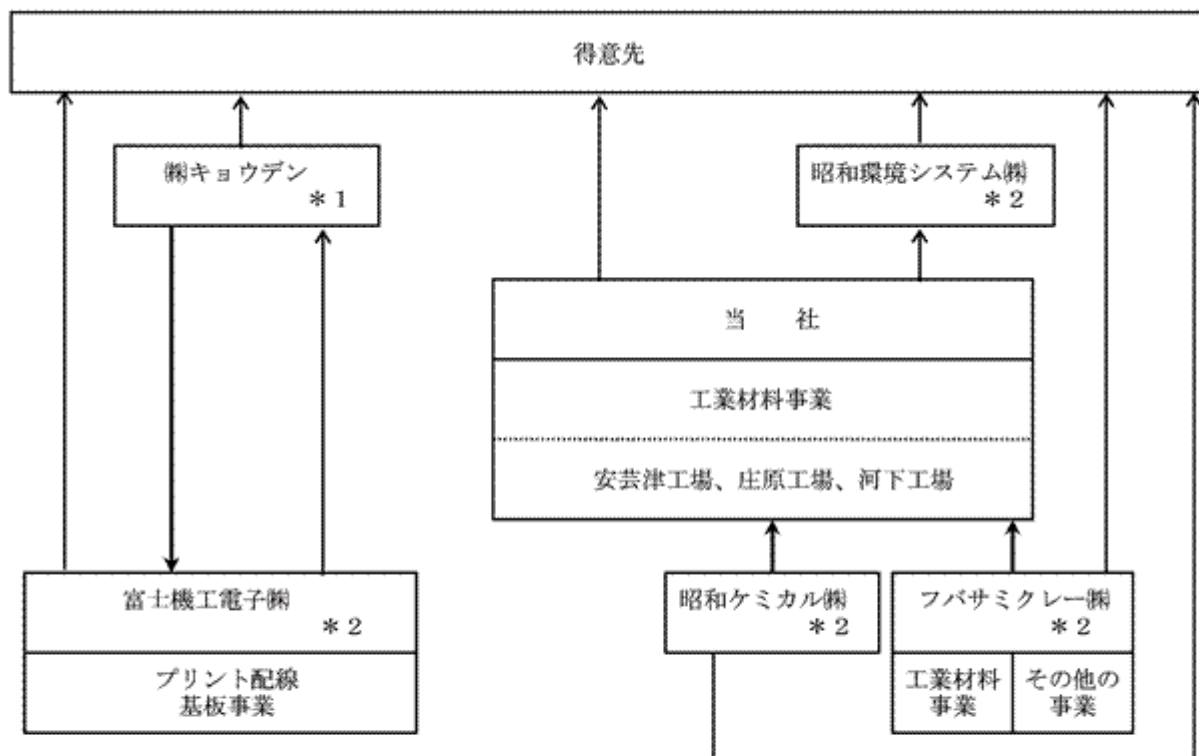 得意先
㈱キョウデン
＊1
昭和環境システム㈱
＊2
当　　社
工業材料事業
安芸津工場、庄原工場、河下工場
富士機工電子㈱
＊2
プリント配線
基板事業
昭和ケミカル㈱
＊2
フバサミクレー㈱
＊2
工業材料
事業
その他の
事業